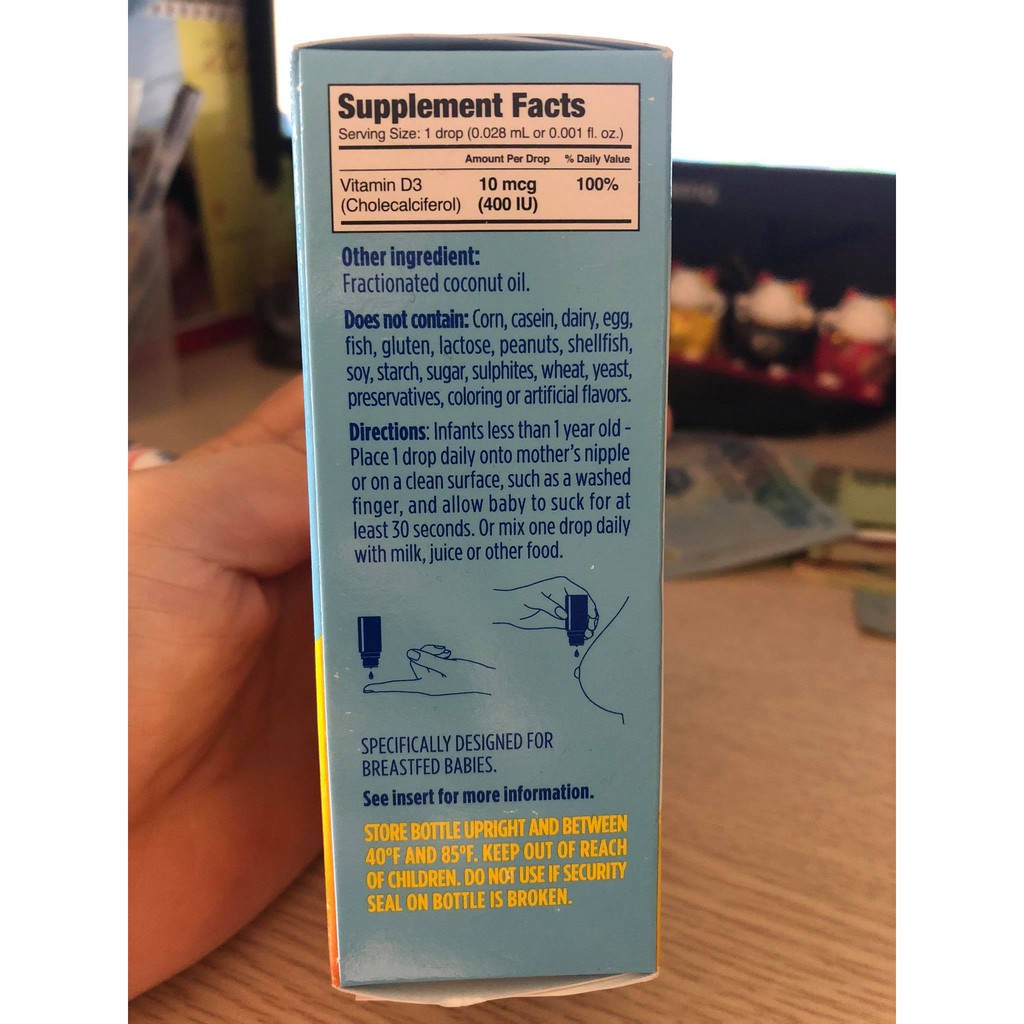 Supplement Facts
Serving Size: 1 drop (0.028 mL or 0.001 fl. oz.)
Amount Per Drop % Daily Value
Vitamin D3 10 mcg 100%
(Cholecalciferol) (400 IU)
Other ingredient:
Fractionated coconut oil.
Does not contain: Corn, casein, dairy, egg,
fish, gluten, lactose, peanuts, shellfish,
soy, starch, sugar, sulphites, wheat, yeast,
preservatives, coloring or artificial flavors.
Directions: Infants less than 1 year old -
Place 1 drop daily onto mother's nipple
or on a clean surface, such as a washed
finger, and allow baby to suck for at
least 30 seconds. Or mix one drop daily
with milk, juice or other food.
SPECIFICALLY DESIGNED FOR
BREASTFED BABIES.
See insert for more information.
STORE BOTTLE UPRIGHT AND BETWEEN
40°F AND 85°F. KEEP OUT OF REACH
OF CHILDREN. DO NOT USE IF SECURITY
SEAL ON BOTTLE IS BROKEN.